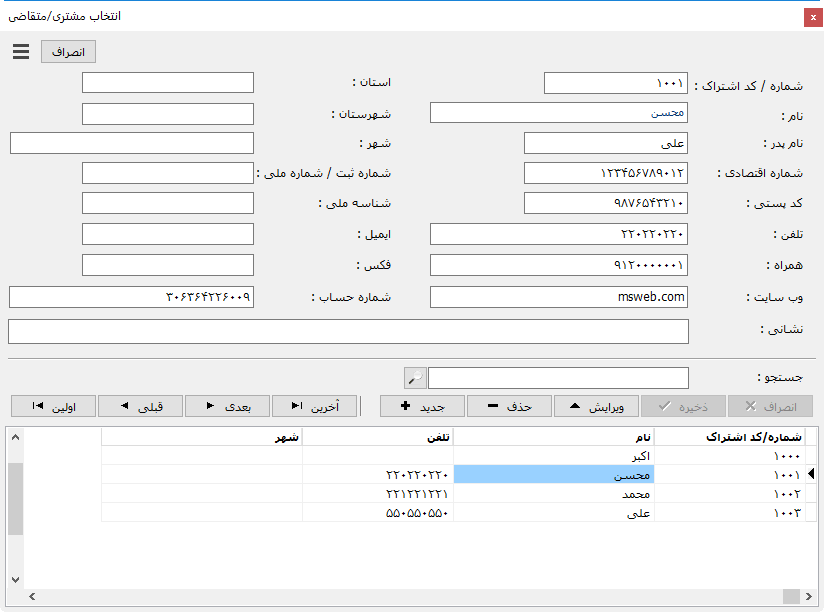 انتخاب مشتری/متقاضی
x
انصراف
شماره / کد اشتراک : ۱۰۰۱
استان :
نام : محسن
شهرستان :
نام پدر : علی
شهر :
شماره اقتصادی : ۱۲۳۴۵۶۷۸۹۰۱۲
شماره ثبت / شماره ملی :
کد پستی : ۹۸۷۶۵۴۳۲۱۰
شناسه ملی :
تلفن : ۲۲۰۲۲۰۲۲۰
ایمیل :
همراه : ۹۱۲۰۰۰۰۰۰۱
فکس :
وب سایت : msweb.com
شماره حساب : ۳۰۶۳۶۴۲۲۶۰۰۹
نشانی :
جستجو :
انصراف ذخیره ویرایش حذف جدید آخرین بعدی قبلی اولین
شماره/کد اشتراک نام تلفن شهر
۱۰۰۰ اکبر
۱۰۰۱ محسن ۲۲۰۲۲۰۲۲۰
۱۰۰۲ محمد ۲۲۱۲۲۱۲۲۱
۱۰۰۳ علی ۵۵۰۵۵۰۵۵۰